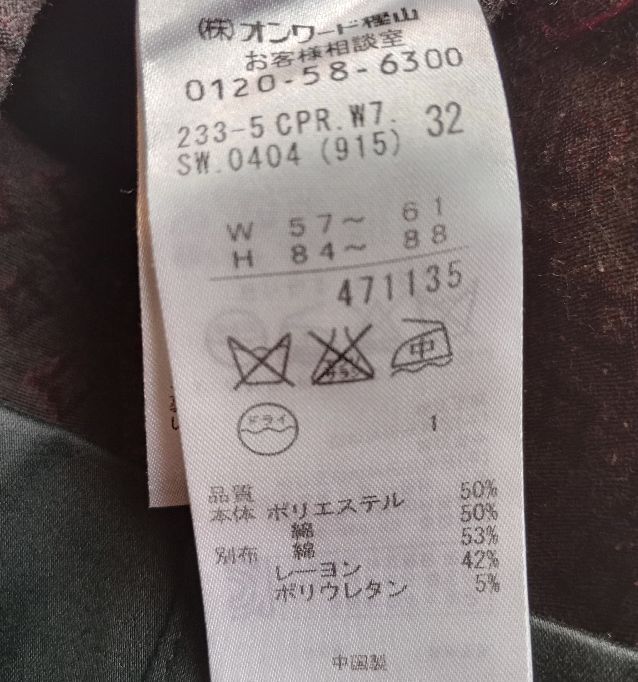 (株)オンワード樫山
お客様相談室
0120-58-6300
233-5 CPR.W7. 32
SW.0404 (915)
W 57～ 61
H 84～ 88
471135
中
ドライ 1
品質
本体 ポリエステル 50%
綿 50%
別布 綿 53%
レーヨン 42%
ポリウレタン 5%
中国製